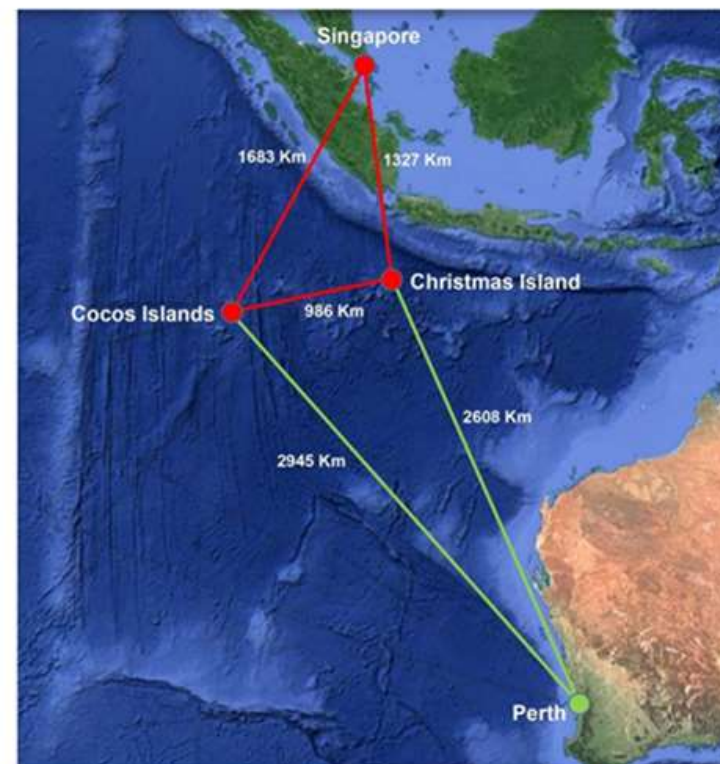 Singapore
1683 Km
1327 Km
Christmas Island
Cocos Islands
986 Km
2608 Km
2945 Km
Perth